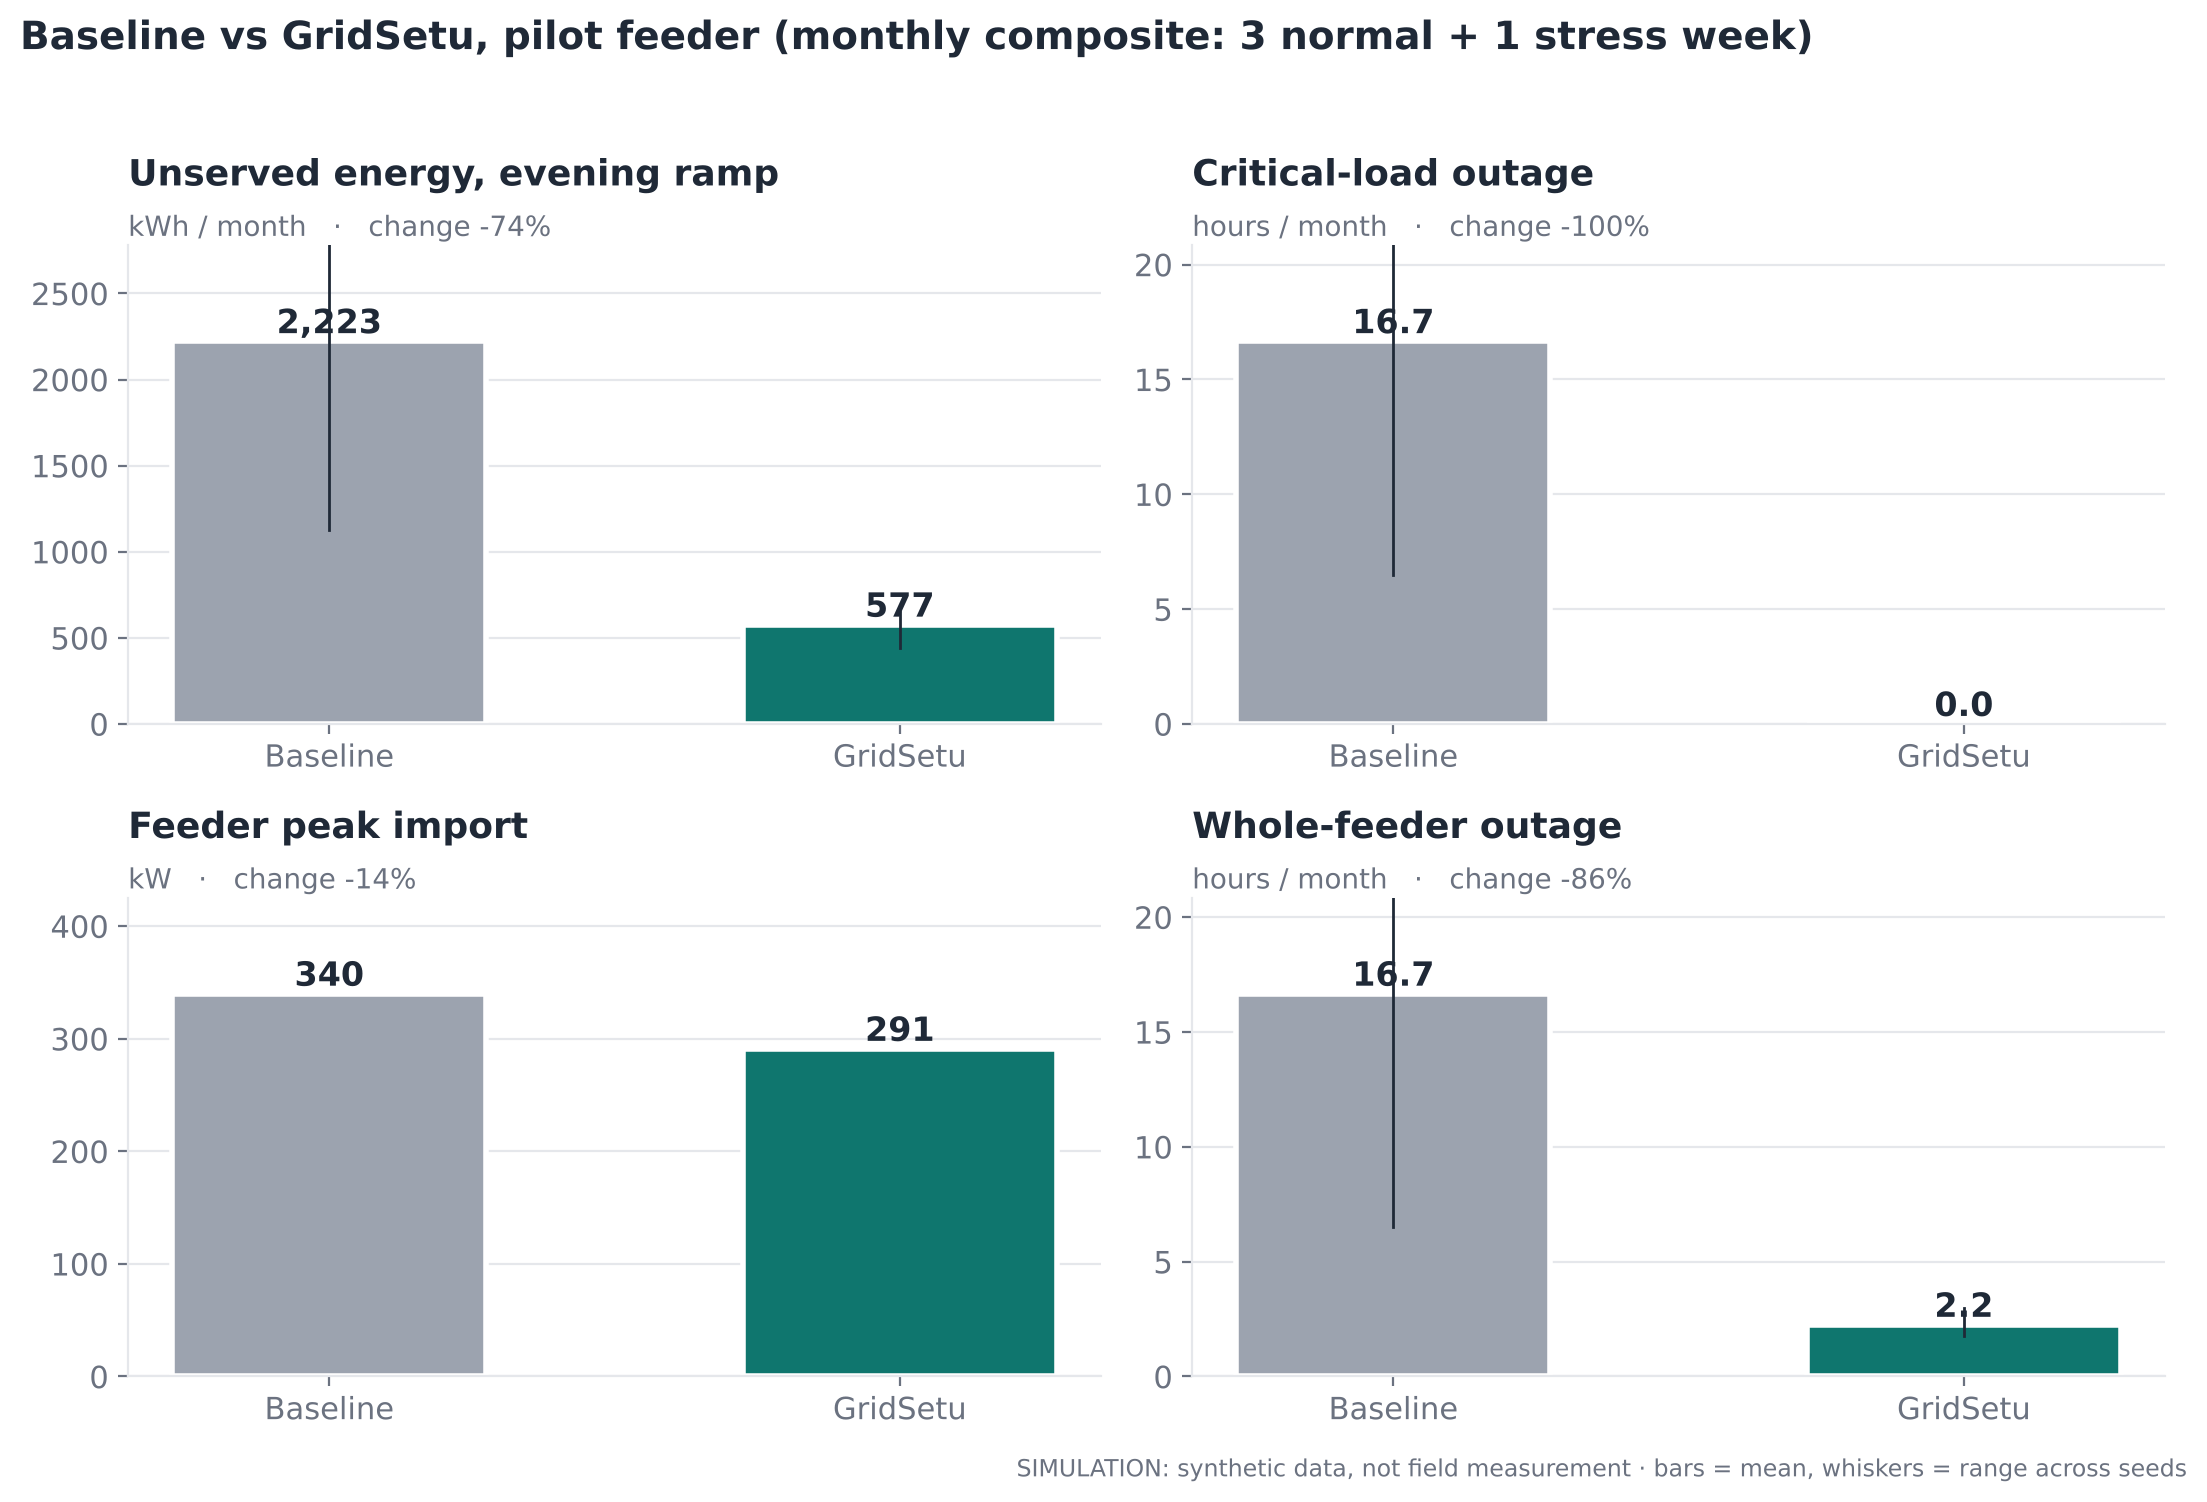 Baseline vs GridSetu, pilot feeder (monthly composite: 3 normal + 1 stress week)
Unserved energy, evening ramp
kWh / month · change -74%
2500
2000
1500
1000
500
0
2,223
577
Baseline
GridSetu
Critical-load outage
hours / month · change -100%
20
15
10
5
0
16.7
0.0
Baseline
GridSetu
Feeder peak import
kW · change -14%
400
300
200
100
0
340
291
Baseline
GridSetu
Whole-feeder outage
hours / month · change -86%
20
15
10
5
0
16.7
2.2
Baseline
GridSetu
SIMULATION: synthetic data, not field measurement · bars = mean, whiskers = range across seeds